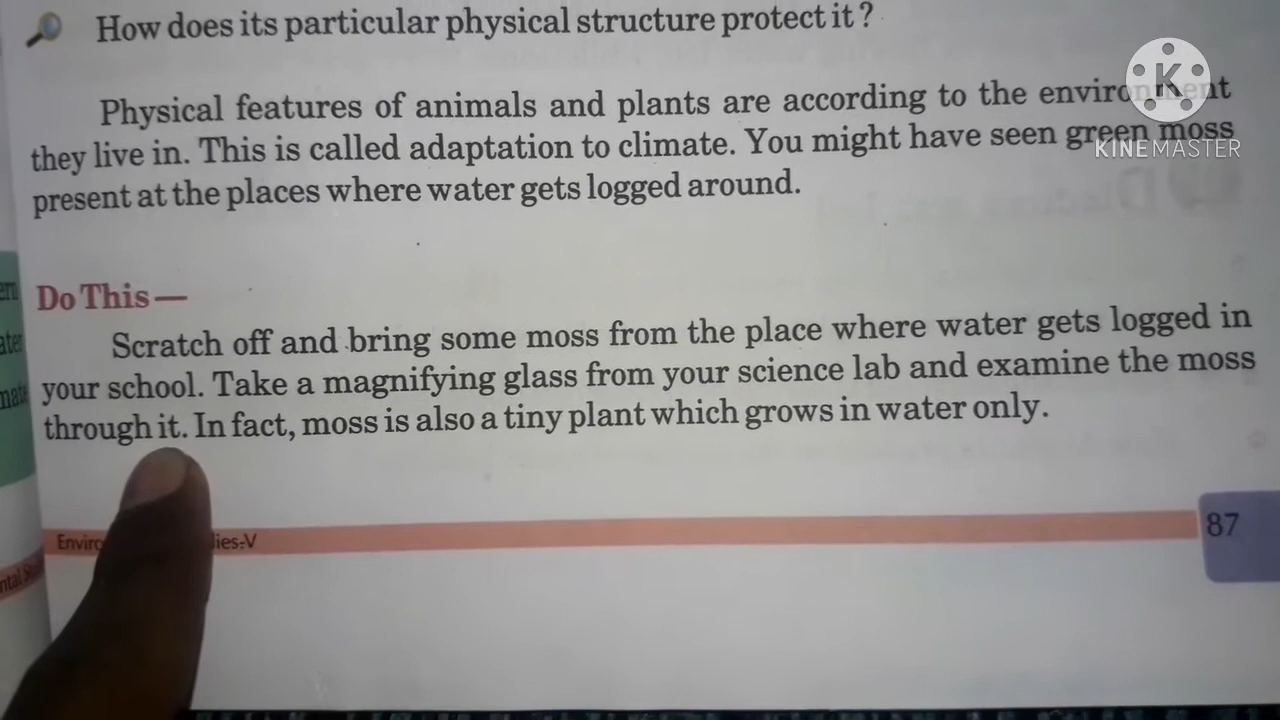 How does its particular physical structure protect it ?
Physical features of animals and plants are according to the environment
they live in. This is called adaptation to climate. You might have seen green moss
present at the places where water gets logged around.
Do This—
Scratch off and bring some moss from the place where water gets logged in
your school. Take a magnifying glass from your science lab and examine the moss
through it. In fact, moss is also a tiny plant which grows in water only.
87
K
KINEMASTER